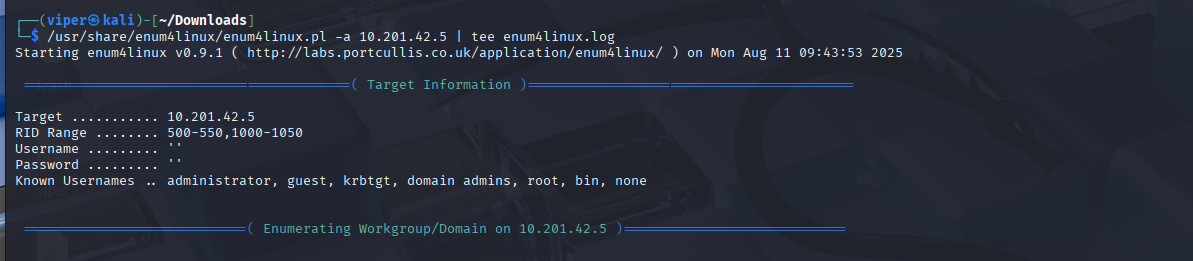 ┌──(viper㉿kali)-[~/Downloads]
└─$ /usr/share/enum4linux/enum4linux.pl -a 10.201.42.5 | tee enum4linux.log
Starting enum4linux v0.9.1 ( http://labs.portcullis.co.uk/application/enum4linux/ ) on Mon Aug 11 09:43:53 2025
=========================================( Target Information )=========================================
Target ........... 10.201.42.5
RID Range ........ 500-550,1000-1050
Username ......... ''
Password ......... ''
Known Usernames .. administrator, guest, krbtgt, domain admins, root, bin, none
============================( Enumerating Workgroup/Domain on 10.201.42.5 )============================